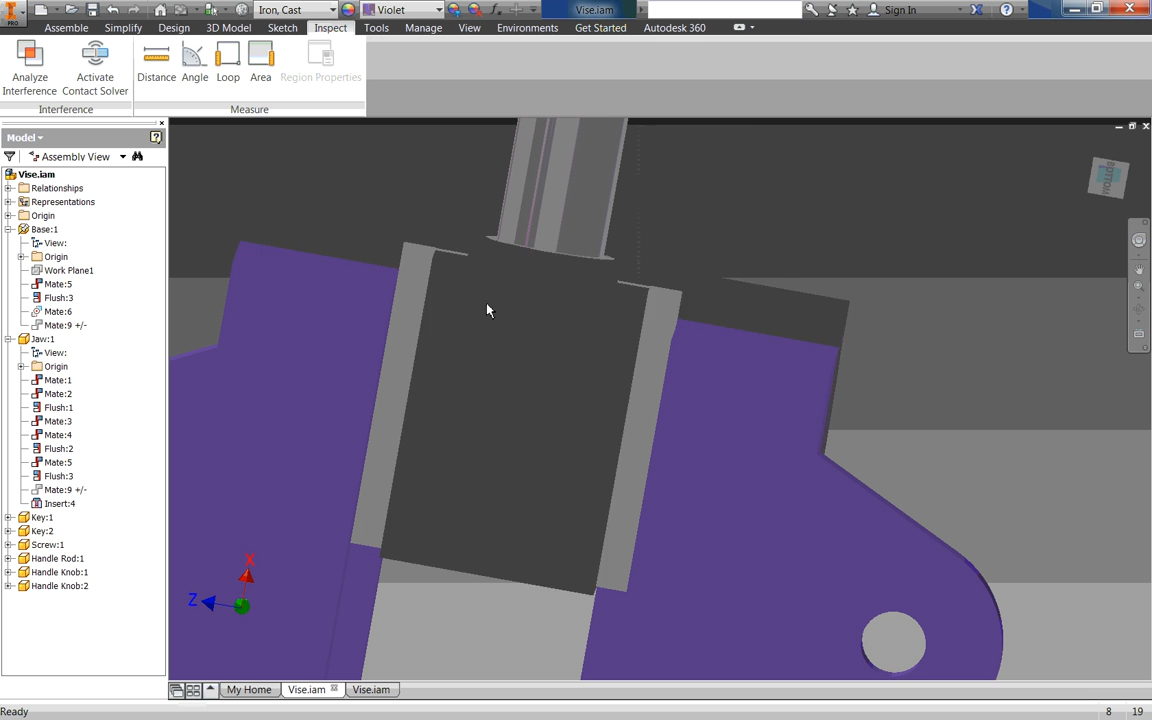 Iron, Cast
Violet
Vise.iam
Sign In
PRO
Assemble
Simplify
Design
3D Model
Sketch
Inspect
Tools
Manage
View
Environments
Get Started
Autodesk 360
Analyze
Interference
Activate
Contact Solver
Distance
Angle
Loop
Area
Region Properties
Interference
Measure
Model
Assembly View
Vise.iam
Relationships
Representations
Origin
Base:1
View:
Origin
Work Plane1
Mate:5
Flush:3
Mate:6
Mate:9 +/-
Jaw:1
View:
Origin
Mate:1
Mate:2
Flush:1
Mate:3
Mate:4
Flush:2
Mate:5
Flush:3
Mate:9 +/-
Insert:4
Key:1
Key:2
Screw:1
Handle Rod:1
Handle Knob:1
Handle Knob:2
BOTTOM
X
Z
My Home
Vise.iam
Vise.iam
Ready
8
19